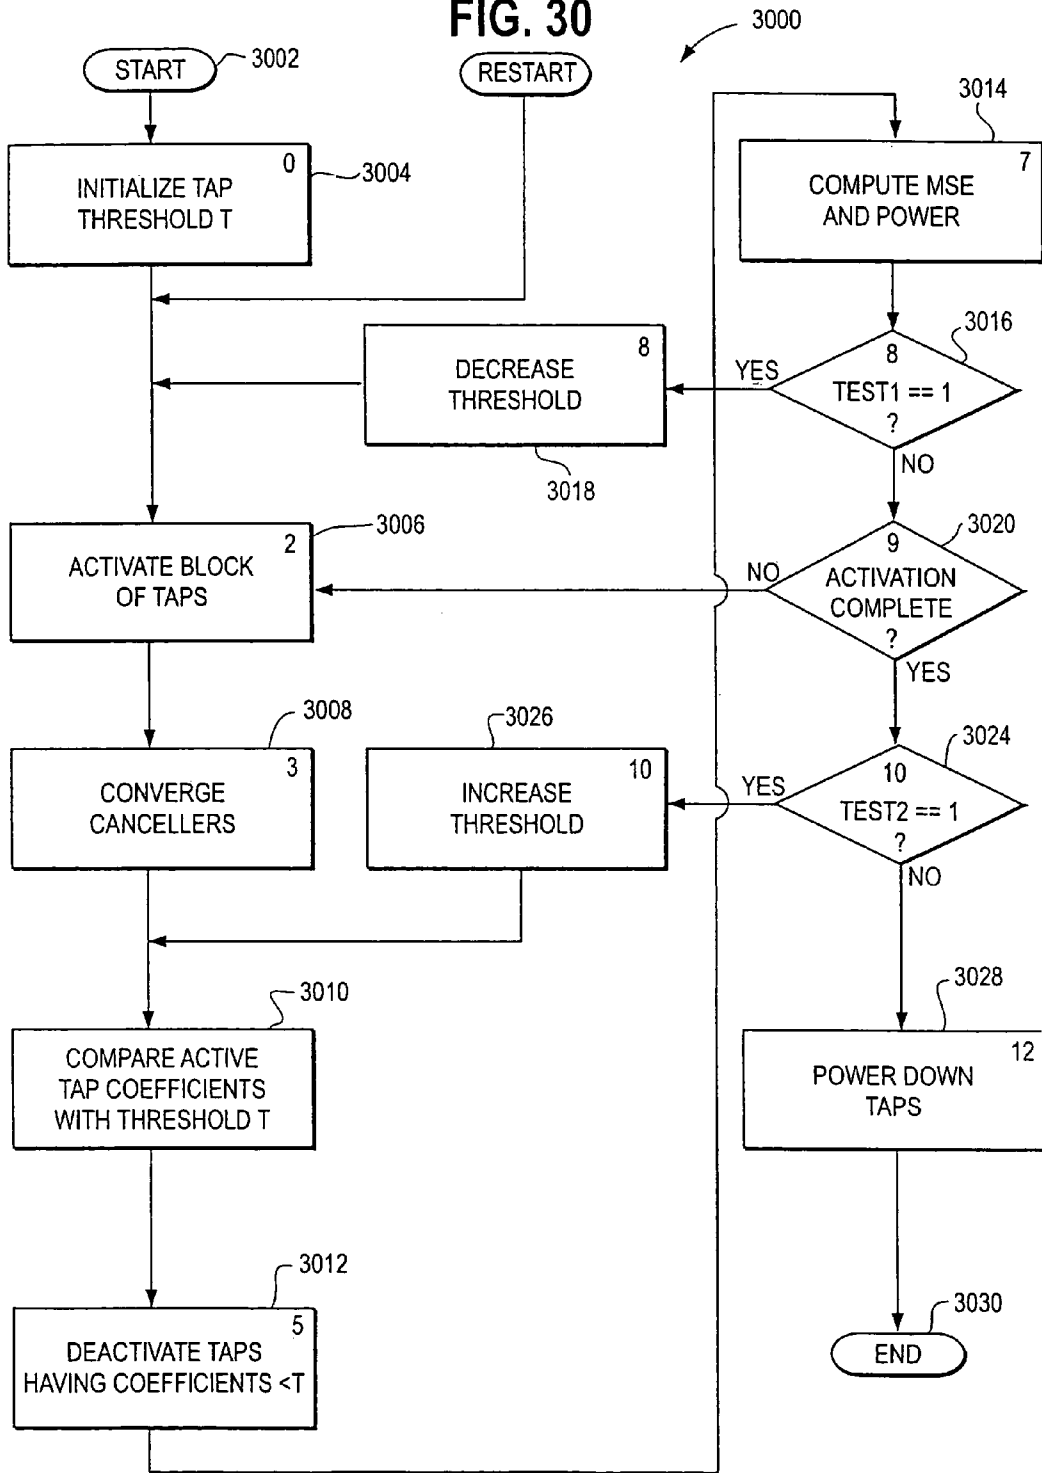 FIG. 30
3000
START
3002
RESTART
0
INITIALIZE TAP
THRESHOLD T
3004
3014
7
COMPUTE MSE
AND POWER
3016
8
TEST1 == 1
?
YES
NO
8
DECREASE
THRESHOLD
3018
3006
2
ACTIVATE BLOCK
OF TAPS
3020
9
ACTIVATION
COMPLETE
?
NO
YES
3008
3
CONVERGE
CANCELLERS
3026
10
INCREASE
THRESHOLD
3024
10
TEST2 == 1
?
YES
NO
3010
COMPARE ACTIVE
TAP COEFFICIENTS
WITH THRESHOLD T
3028
12
POWER DOWN
TAPS
3012
5
DEACTIVATE TAPS
HAVING COEFFICIENTS <T
3030
END